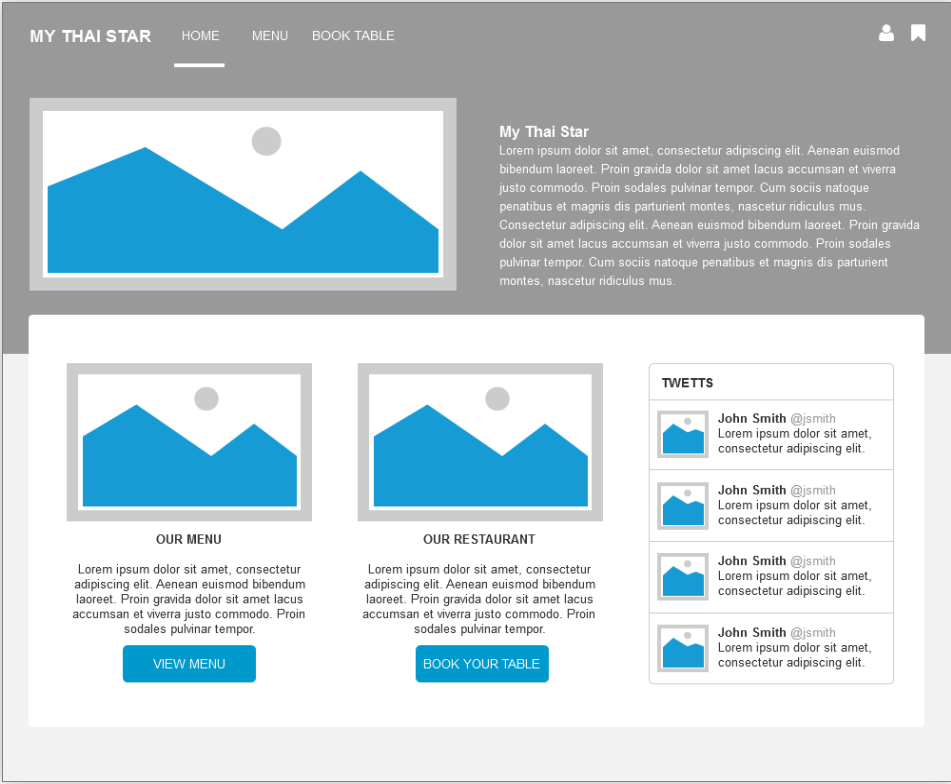 MY THAI STAR
HOME
MENU
BOOK TABLE
My Thai Star
Lorem ipsum dolor sit amet, consectetur adipiscing elit. Aenean euismod
bibendum laoreet. Proin gravida dolor sit amet lacus accumsan et viverra
justo commodo. Proin sodales pulvinar tempor. Cum sociis natoque
penatibus et magnis dis parturient montes, nascetur ridiculus mus.
Consectetur adipiscing elit. Aenean euismod bibendum laoreet. Proin gravida
dolor sit amet lacus accumsan et viverra justo commodo. Proin sodales
pulvinar tempor. Cum sociis natoque penatibus et magnis dis parturient
montes, nascetur ridiculus mus.
OUR MENU
Lorem ipsum dolor sit amet, consectetur
adipiscing elit. Aenean euismod bibendum
laoreet. Proin gravida dolor sit amet lacus
accumsan et viverra justo commodo. Proin
sodales pulvinar tempor.
VIEW MENU
OUR RESTAURANT
Lorem ipsum dolor sit amet, consectetur
adipiscing elit. Aenean euismod bibendum
laoreet. Proin gravida dolor sit amet lacus
accumsan et viverra justo commodo. Proin
sodales pulvinar tempor.
BOOK YOUR TABLE
TWETTS
John Smith @jsmith
Lorem ipsum dolor sit amet,
consectetur adipiscing elit.
John Smith @jsmith
Lorem ipsum dolor sit amet,
consectetur adipiscing elit.
John Smith @jsmith
Lorem ipsum dolor sit amet,
consectetur adipiscing elit.
John Smith @jsmith
Lorem ipsum dolor sit amet,
consectetur adipiscing elit.